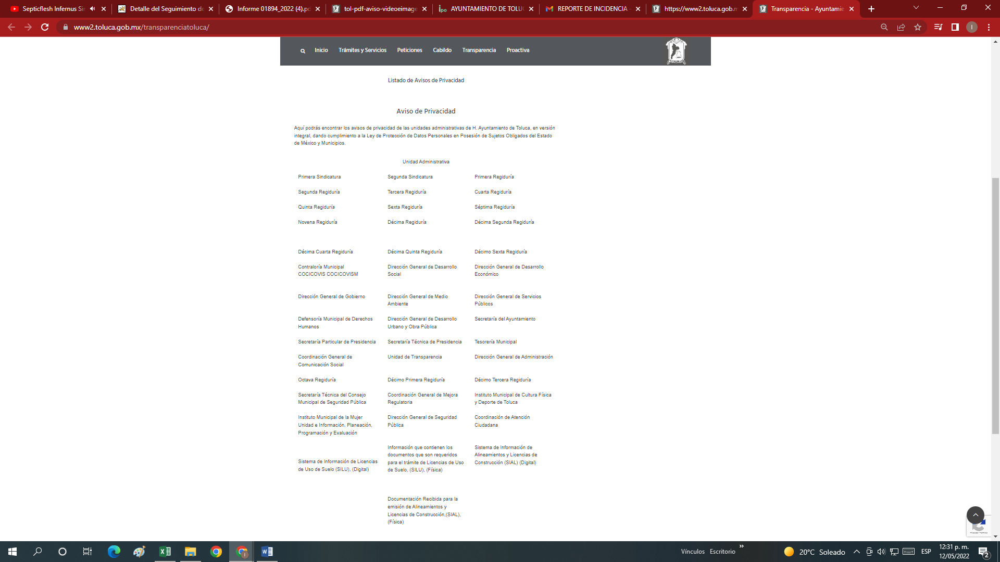 Septicflesh Infernus Sin
Detalle del Seguimiento de
Informe 01894_2022 (4).pd
tol-pdf-aviso-videoeimage
ipo AYUNTAMIENTO DE TOLUC
REPORTE DE INCIDENCIA -
https://www2.toluca.gob.m
Transparencia - Ayuntamie
www2.toluca.gob.mx/transparenciatoluca/
I
Inicio Trámites y Servicios Peticiones Cabildo Transparencia Proactiva
Listado de Avisos de Privacidad
Aviso de Privacidad
Aquí podrás encontrar los avisos de privacidad de las unidades administrativas de H. Ayuntamiento de Toluca, en versión
integral, dando cumplimiento a la Ley de Protección de Datos Personales en Posesión de Sujetos Obligados del Estado
de México y Municipios.
Unidad Administrativa
Primera Sindicatura
Segunda Sindicatura
Primera Regiduría
Segunda Regiduría
Tercera Regiduría
Cuarta Regiduría
Quinta Regiduría
Sexta Regiduría
Séptima Regiduría
Novena Regiduría
Décima Regiduría
Décima Segunda Regiduría
Décima Cuarta Regiduría
Décima Quinta Regiduría
Décimo Sexta Regiduría
Contraloría Municipal
COCICOVIS COCICOVISM
Dirección General de Desarrollo
Social
Dirección General de Desarrollo
Económico
Dirección General de Gobierno
Dirección General de Medio
Ambiente
Dirección General de Servicios
Públicos
Defensoría Municipal de Derechos
Humanos
Dirección General de Desarrollo
Urbano y Obra Pública
Secretaría del Ayuntamiento
Secretaría Particular de Presidencia
Secretaría Técnica de Presidencia
Tesorería Municipal
Coordinación General de
Comunicación Social
Unidad de Transparencia
Dirección General de Administración
Octava Regiduría
Décimo Primera Regiduría
Décimo Tercera Regiduría
Secretaría Técnica del Consejo
Municipal de Seguridad Pública
Coordinación General de Mejora
Regulatoria
Instituto Municipal de Cultura Física
y Deporte de Toluca
Instituto Municipal de la Mujer
Unidad e Información, Planeación,
Programación y Evaluación
Dirección General de Seguridad
Pública
Coordinación de Atención
Ciudadana
Sistema de Información de Licencias
de Uso de Suelo (SILU), (Digital)
Información que contienen los
documentos que son requeridos
para el trámite de Licencias de Uso
de Suelo, (SILU), (Física)
Sistema de Información de
Alineamientos y Licencias de
Construcción (SIAL) (Digital)
Documentación Recibida para la
emisión de Alineamientos y
Licencias de Construcción,(SIAL),
(Física)
Vínculos Escritorio »
20°C Soleado
ESP
12:31 p. m.
12/05/2022
2